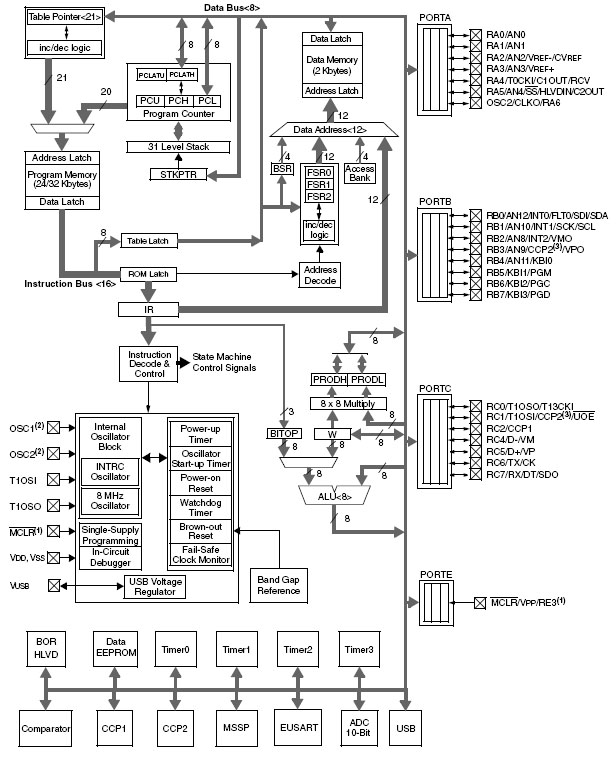 Data Bus<8>
Table Pointer<21>
inc/dec logic
21
20
8
8
8
PCLATU
PCLATH
PCU
PCH
PCL
Program Counter
31 Level Stack
STKPTR
Address Latch
Program Memory
(24/32 Kbytes)
Data Latch
Data Latch
Data Memory
(2 Kbytes)
Address Latch
12
Data Address<12>
4
12
4
BSR
FSR0
FSR1
FSR2
Access
Bank
12
inc/dec
logic
8
Table Latch
ROM Latch
Address
Decode
Instruction Bus <16>
IR
Instruction
Decode &
Control
State Machine
Control Signals
8
PRODH
PRODL
8 x 8 Multiply
3
8
BITOP
W
8
8
8
8
8
ALU<8>
8
OSC1(2)
OSC2(2)
T1OSI
T1OSO
MCLR(1)
VDD, VSS
VUSB
Internal
Oscillator
Block
INTRC
Oscillator
8 MHz
Oscillator
Single-Supply
Programming
In-Circuit
Debugger
USB Voltage
Regulator
Power-up
Timer
Oscillator
Start-up Timer
Power-on
Reset
Watchdog
Timer
Brown-out
Reset
Fail-Safe
Clock Monitor
Band Gap
Reference
PORTA
RA0/AN0
RA1/AN1
RA2/AN2/VREF-/CVREF
RA3/AN3/VREF+
RA4/T0CKI/C1OUT/RCV
RA5/AN4/SS/HLVDIN/C2OUT
OSC2/CLKO/RA6
PORTB
RB0/AN12/INT0/FLT0/SDI/SDA
RB1/AN10/INT1/SCK/SCL
RB2/AN8/INT2/VMO
RB3/AN9/CCP2(3)/VPO
RB4/AN11/KBI0
RB5/KBI1/PGM
RB6/KBI2/PGC
RB7/KBI3/PGD
PORTC
RC0/T1OSO/T13CKI
RC1/T1OSI/CCP2(3)/UOE
RC2/CCP1
RC4/D-/VM
RC5/D+/VP
RC6/TX/CK
RC7/RX/DT/SDO
PORTE
MCLR/VPP/RE3(1)
BOR
HLVD
Data
EEPROM
Timer0
Timer1
Timer2
Timer3
Comparator
CCP1
CCP2
MSSP
EUSART
ADC
10-Bit
USB